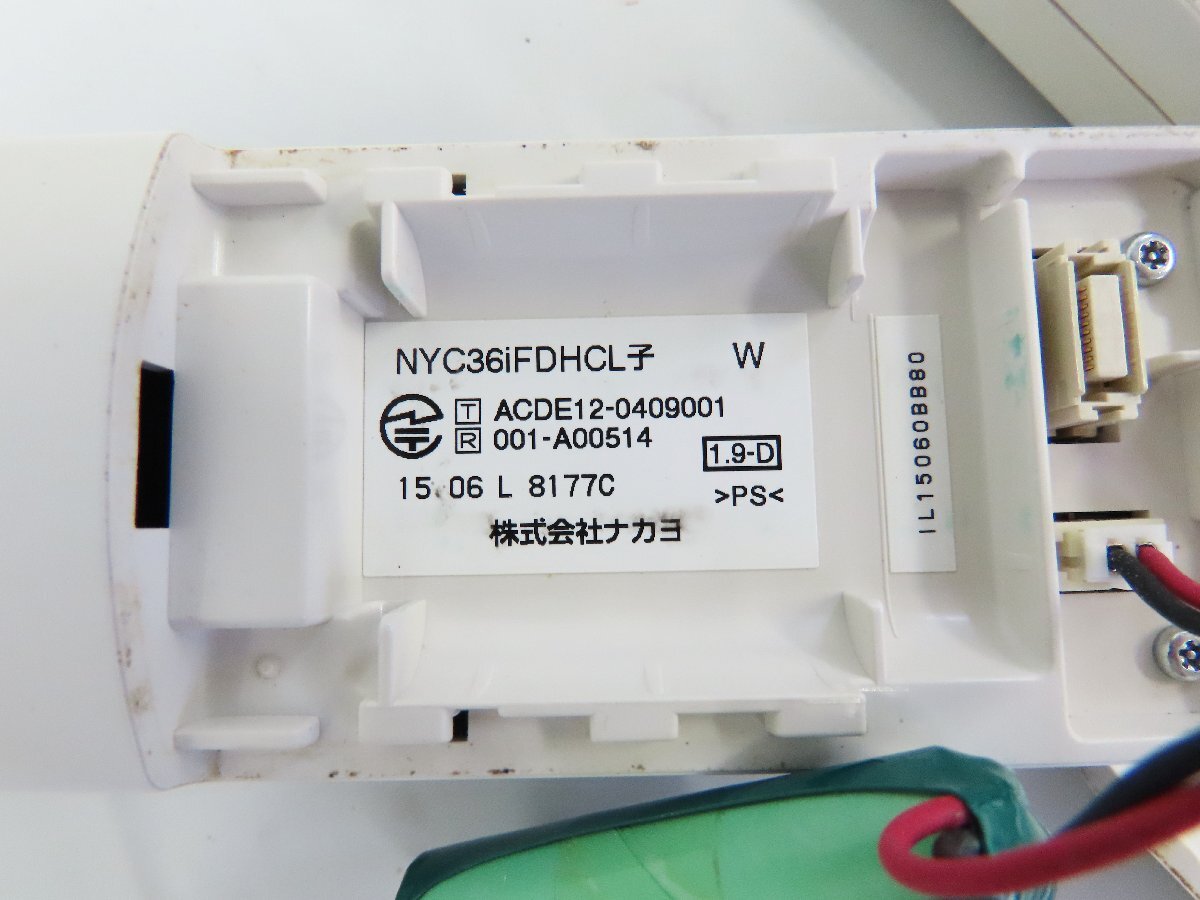 NYC36iFDHCL子 W
T ACDE12-0409001
R 001-A00514
1.9-D
15.06 L 8177C
>PS<
株式会社ナカヨ
IL15060BBB80